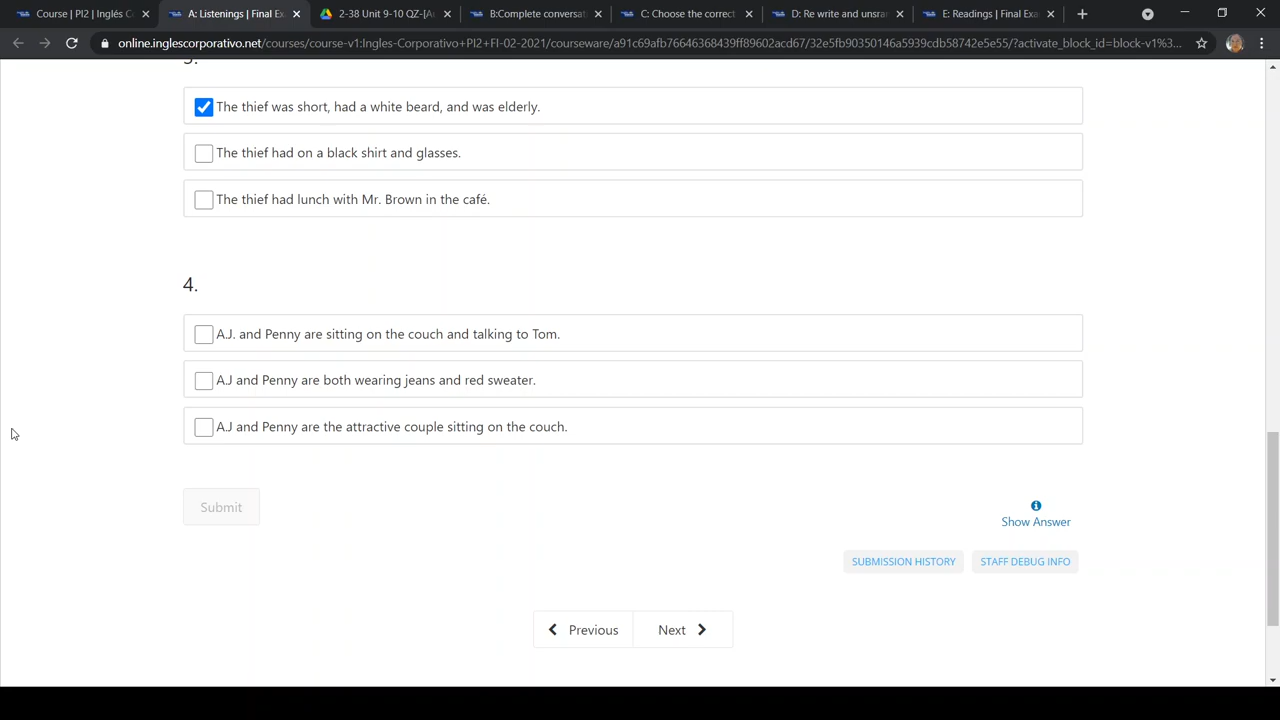 Course | PI2 | Inglés C
A: Listenings | Final Exa
2-38 Unit 9-10 QZ-[Au
B:Complete conversat
C: Choose the correct
D: Re write and unsra
E: Readings | Final Exa
online.inglescorporativo.net/courses/course-v1:Ingles-Corporativo+PI2+FI-02-2021/courseware/a91c69afb76646368439ff89602acd67/32e5fb90350146a5939cdb58742e5e55/?activate_block_id=block-v1%3...
3.
The thief was short, had a white beard, and was elderly.
The thief had on a black shirt and glasses.
The thief had lunch with Mr. Brown in the café.
4.
A.J. and Penny are sitting on the couch and talking to Tom.
A.J and Penny are both wearing jeans and red sweater.
A.J and Penny are the attractive couple sitting on the couch.
Submit
Show Answer
SUBMISSION HISTORY
STAFF DEBUG INFO
Previous
Next